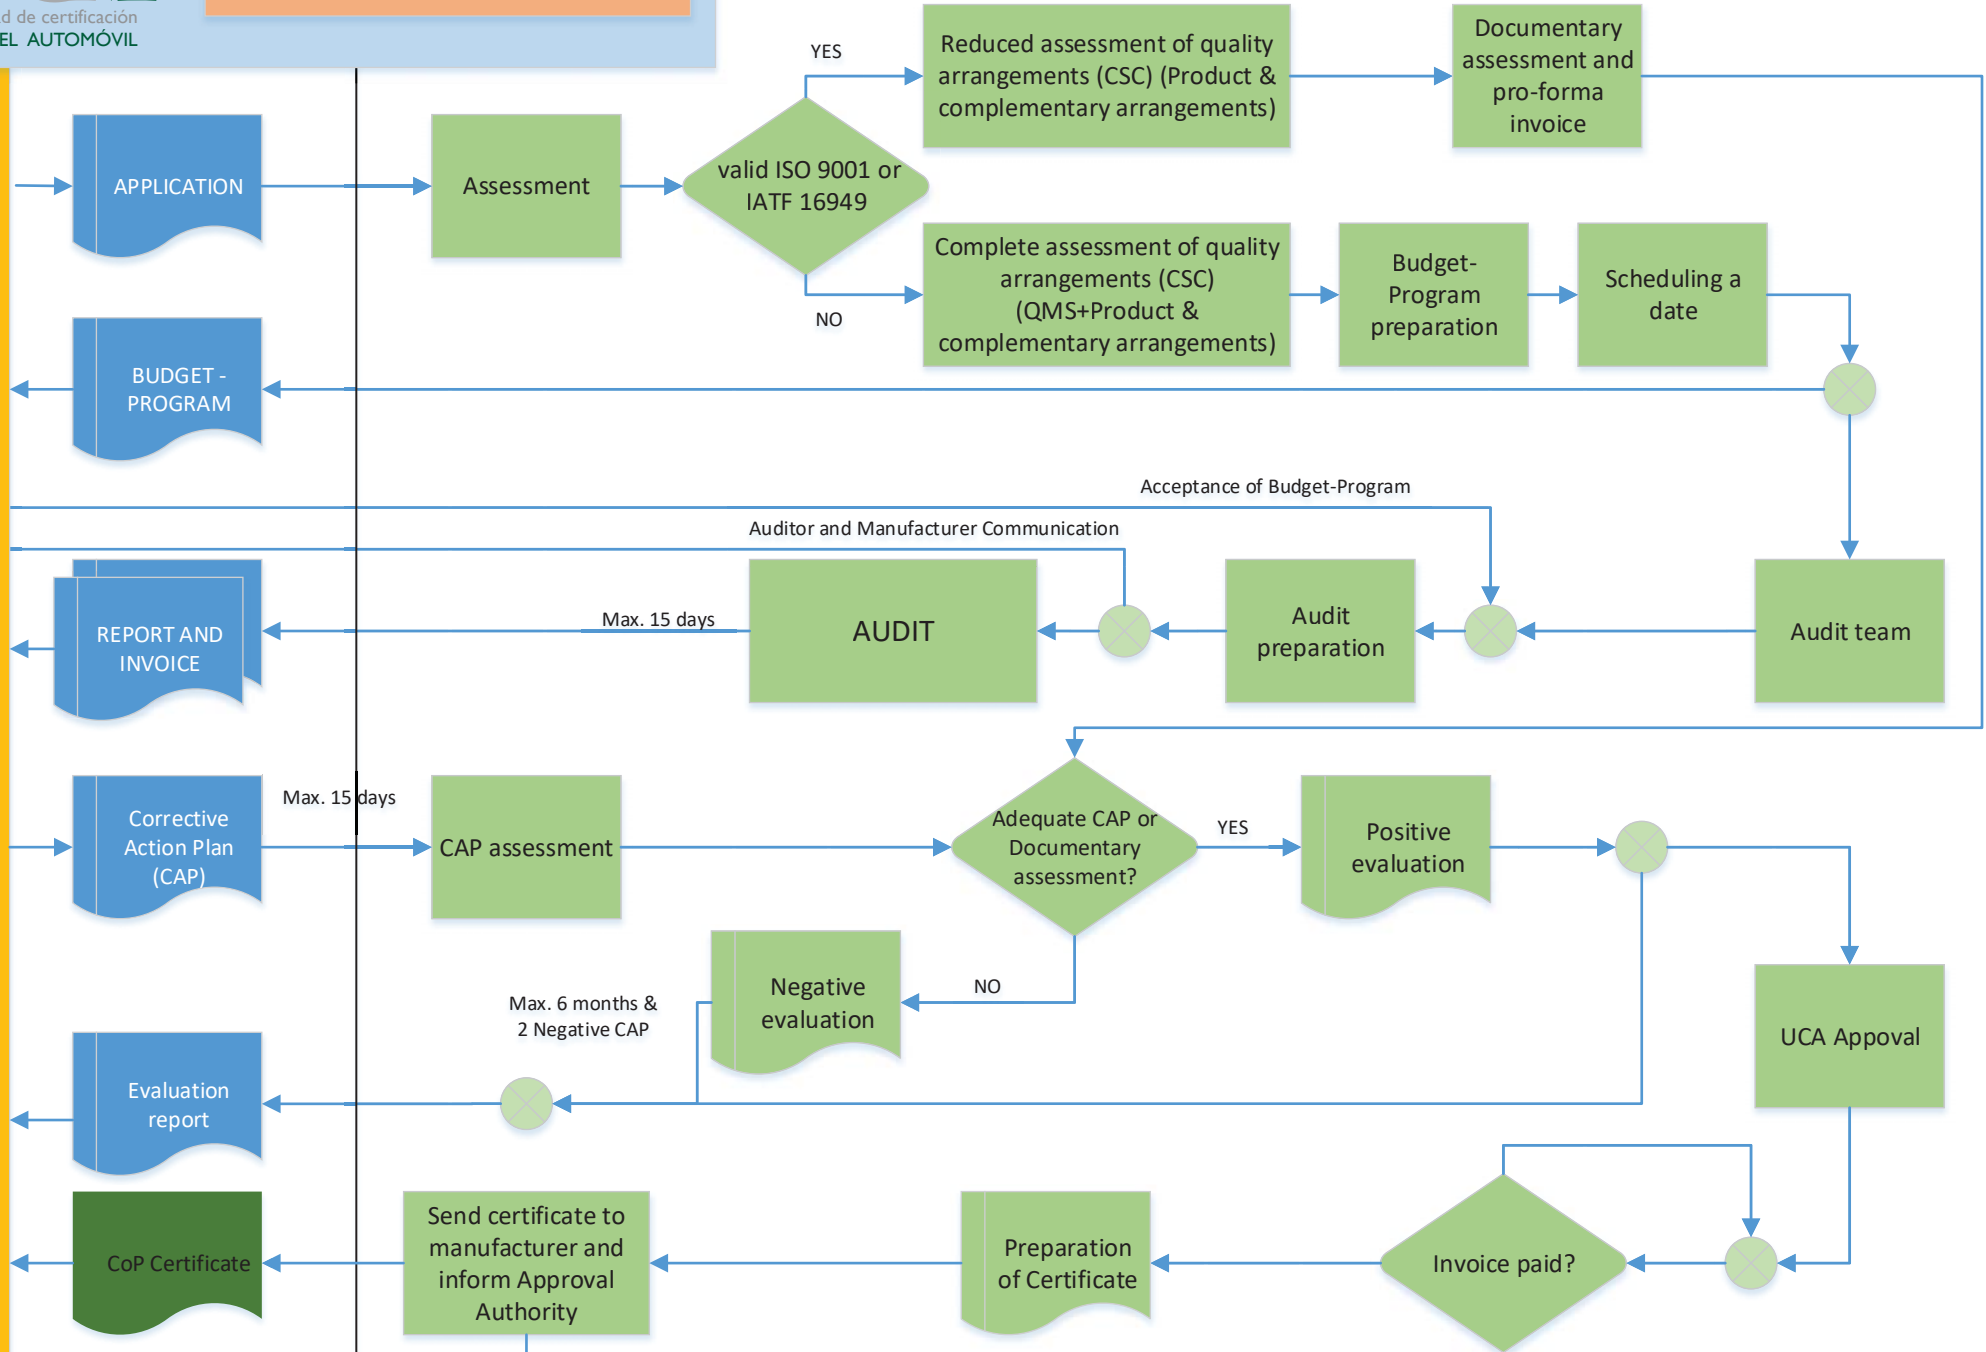 d de certificación
EL AUTOMÓVIL
YES
Reduced assessment of quality
arrangements (CSC) (Product &
complementary arrangements)
Documentary
assessment and
pro-forma
invoice
APPLICATION
Assessment
valid ISO 9001 or
IATF 16949
NO
Complete assessment of quality
arrangements (CSC)
(QMS+Product &
complementary arrangements)
Budget-
Program
preparation
Scheduling a
date
BUDGET -
PROGRAM
Acceptance of Budget-Program
Auditor and Manufacturer Communication
REPORT AND
INVOICE
Max. 15 days
AUDIT
Audit
preparation
Audit team
Corrective
Action Plan
(CAP)
Max. 15 days
CAP assessment
Adequate CAP or
Documentary
assessment?
YES
Positive
evaluation
NO
Negative
evaluation
Max. 6 months &
2 Negative CAP
UCA Appoval
Evaluation
report
CoP Certificate
Send certificate to
manufacturer and
inform Approval
Authority
Preparation
of Certificate
Invoice paid?